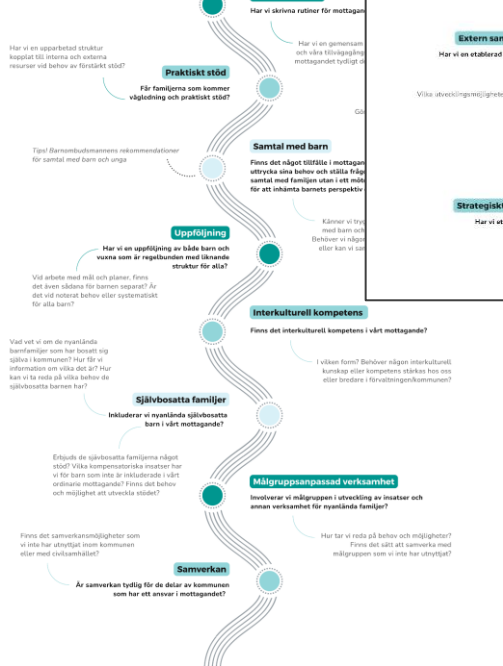 Har vi skrivna rutiner för
Har vi en upparbetad struktur
kopplat till interna och externa
resurser vid behov av förstärkt stöd?
Har vi en gemensam
och våra
mottagandet tydligt
Extern
Har vi en etablerad
Praktiskt stöd
Får familjerna som kommer
vägledning och praktiskt stöd?
Tips! Barnombudsmannens rekommendationer
för samtal med barn och unga
Samtal med barn
Finns det något tillfälle i
uttrycka sina behov och ställa
samtal med familjen utan i ett
för att inhämta barnets perspektiv
Strategiskt
Har vi
Uppföljning
Har vi en uppföljning av både barn och
vuxna som är regelbunden med liknande
struktur för alla?
Känner vi
med barn och
Behöver vi
eller kan vi
Vid arbete med mål och planer, finns
det även sådana för barnen separat? Är
det vid noterat behov eller systematiskt
för alla barn?
Interkulturell kompetens
Finns det interkulturell kompetens i vårt mottagande?
Vad vet vi om de nyanlända
barnfamiljer som har bosatt sig
själva i kommunen? Hur får vi
information om vilka det är? Hur
kan vi ta reda på vilka behov de
självbosatta barnen har?
I vilken form? Behöver någon interkulturell
kunskap eller kompetens stärkas hos oss
eller bredare i förvaltningen/kommunen?
Självbosatta familjer
Inkluderar vi nyanlända självbosatta
barn i vårt mottagande?
Erbjuds de sjävbosatta familjerna något
stöd? Vilka kompensatoriska insatser har
vi för barn som inte är inkluderade i vårt
ordinarie mottagande? Finns det behov
och möjlighet att utveckla stödet?
Målgruppsanpassad verksamhet
Involverar vi målgruppen i utveckling av insatser och
annan verksamhet för nyanlända familjer?
Finns det samverkansmöjligheter som
vi inte har utnyttjat inom kommunen
eller med civilsamhället?
Hur tar vi reda på behov och möjligheter?
Finns det sätt att samverka med
målgruppen som vi inte har utnyttjat?
Samverkan
Är samverkan tydlig för de delar av kommunen
som har ett ansvar i mottagandet?